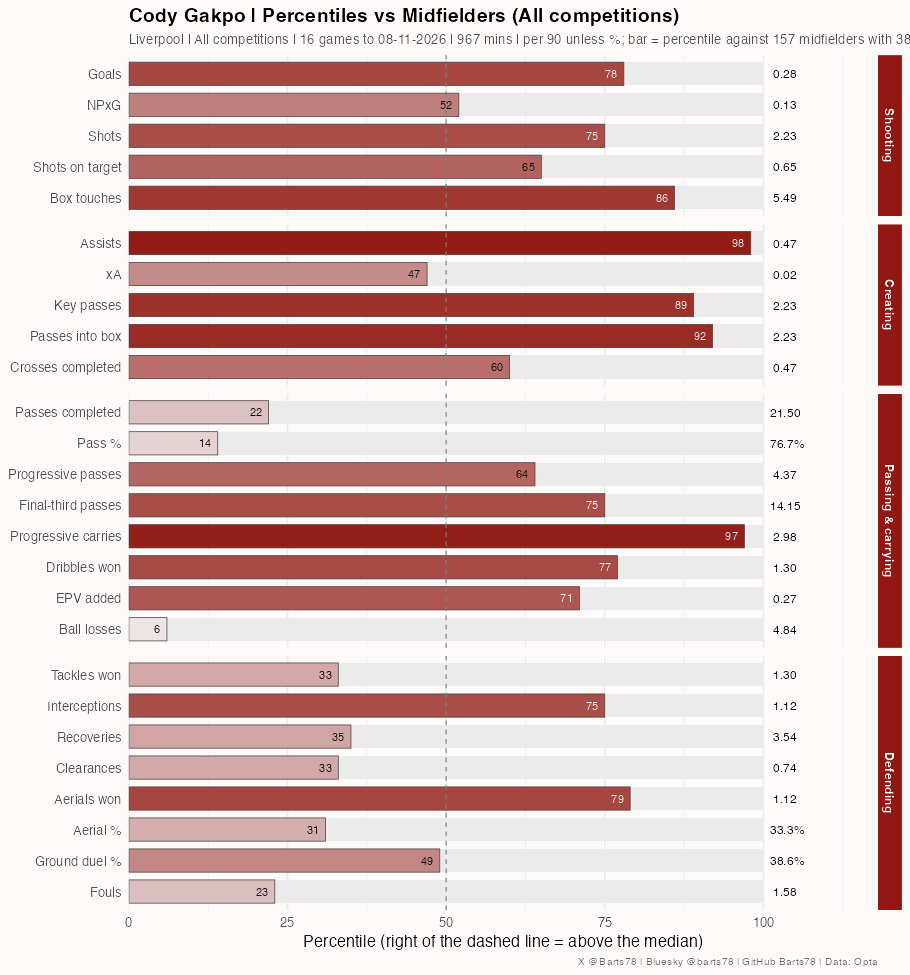 Cody Gakpo | Percentiles vs Midfielders (All competitions)
Liverpool | All competitions | 16 games to 08-11-2026 | 967 mins | per 90 unless %; bar = percentile against 157 midfielders with 38
Goals 78 0.28
NPxG 52 0.13
Shots 75 2.23
Shots on target 65 0.65
Box touches 86 5.49
Shooting
Assists 98 0.47
xA 47 0.02
Key passes 89 2.23
Passes into box 92 2.23
Crosses completed 60 0.47
Creating
Passes completed 22 21.50
Pass % 14 76.7%
Progressive passes 64 4.37
Final-third passes 75 14.15
Progressive carries 97 2.98
Dribbles won 77 1.30
EPV added 71 0.27
Ball losses 6 4.84
Passing & carrying
Tackles won 33 1.30
Interceptions 75 1.12
Recoveries 35 3.54
Clearances 33 0.74
Aerials won 79 1.12
Aerial % 31 33.3%
Ground duel % 49 38.6%
Fouls 23 1.58
Defending
0 25 50 75 100
Percentile (right of the dashed line = above the median)
X @Barts78 | Bluesky @barts78 | GitHub Barts78 | Data: Opta